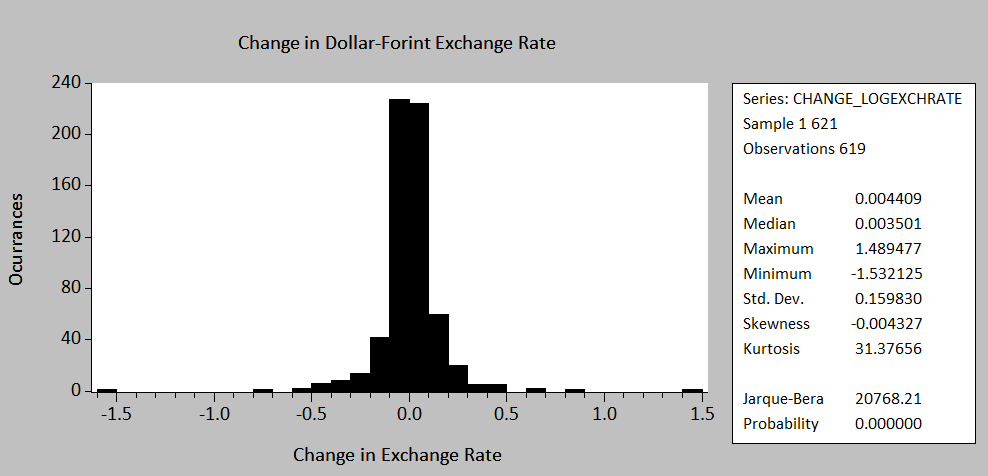 Change in Dollar-Forint Exchange Rate
240
200
160
120
80
40
0
Ocurrances
-1.5 -1.0 -0.5 0.0 0.5 1.0 1.5
Change in Exchange Rate
Series: CHANGE_LOGEXCHRATE
Sample 1 621
Observations 619
Mean 0.004409
Median 0.003501
Maximum 1.489477
Minimum -1.532125
Std. Dev. 0.159830
Skewness -0.004327
Kurtosis 31.37656
Jarque-Bera 20768.21
Probability 0.000000